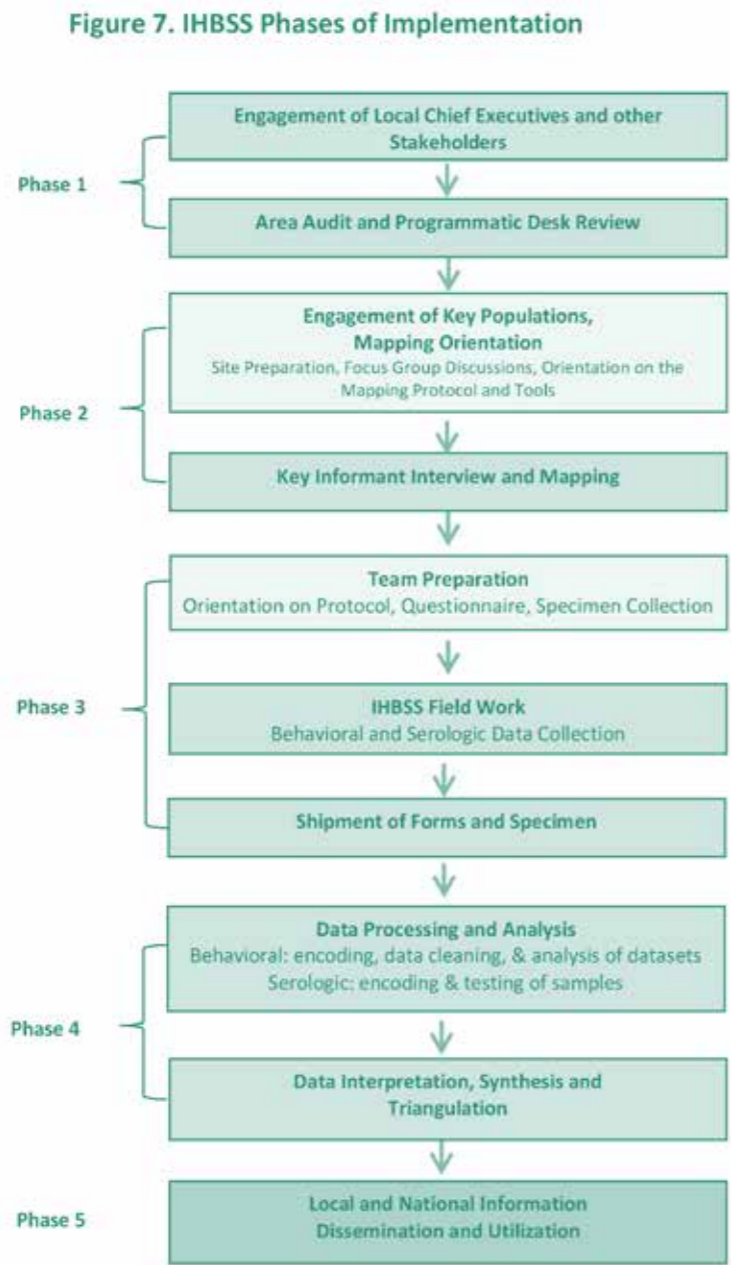 Figure 7. IHBSS Phases of Implementation
Engagement of Local Chief Executives and other
Stakeholders
Phase 1
Area Audit and Programmatic Desk Review
Engagement of Key Populations,
Mapping Orientation
Site Preparation, Focus Group Discussions, Orientation on the
Mapping Protocol and Tools
Phase 2
Key Informant Interview and Mapping
Team Preparation
Orientation on Protocol, Questionnaire, Specimen Collection
Phase 3
IHBSS Field Work
Behavioral and Serologic Data Collection
Shipment of Forms and Specimen
Data Processing and Analysis
Behavioral: encoding, data cleaning, & analysis of datasets
Serologic: encoding & testing of samples
Phase 4
Data Interpretation, Synthesis and
Triangulation
Phase 5
Local and National Information
Dissemination and Utilization